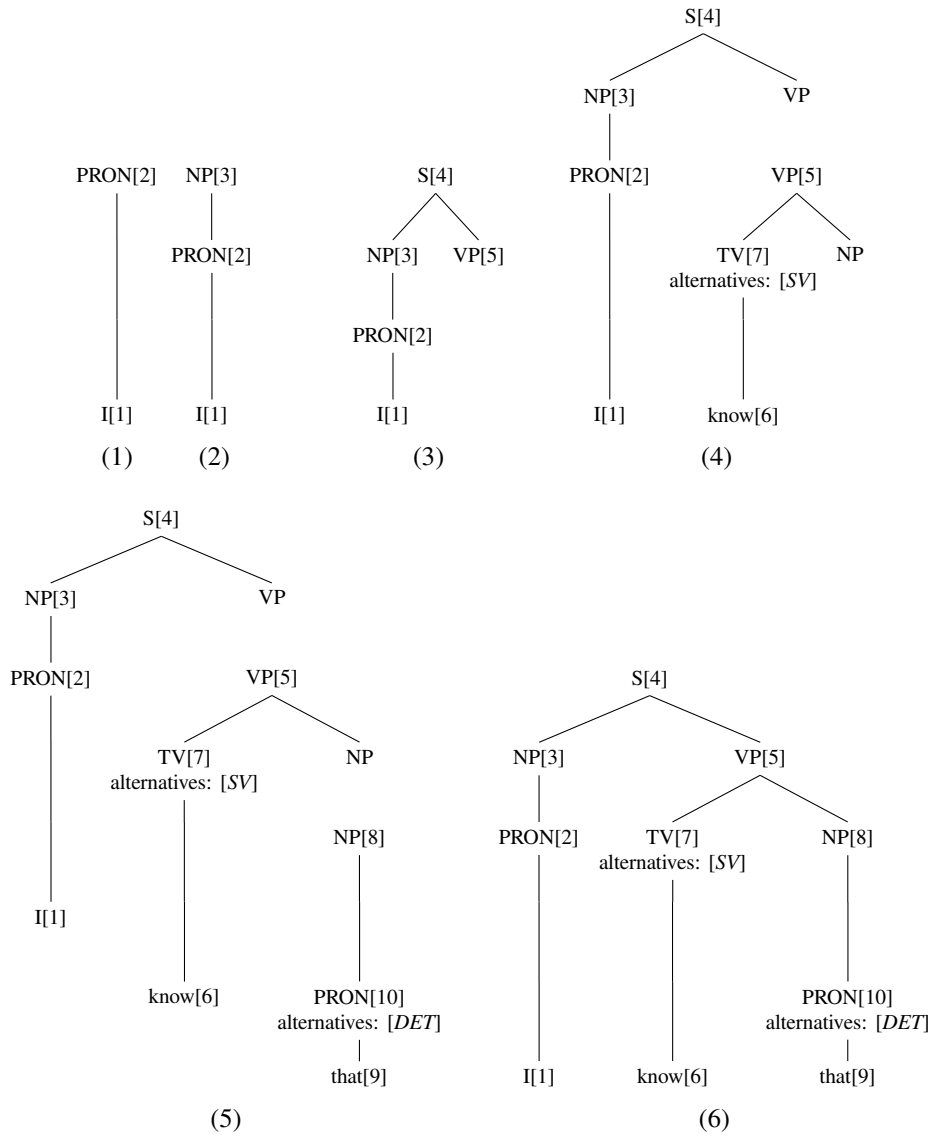 S[4]
NP[3] VP
PRON[2] NP[3] S[4] PRON[2] VP[5]
PRON[2] NP[3] VP[5] TV[7] NP
alternatives: [SV]
PRON[2]
I[1] I[1] I[1] I[1] know[6]
(1) (2) (3) (4)
S[4]
NP[3] VP
PRON[2] VP[5] S[4]
TV[7] NP NP[3] VP[5]
alternatives: [SV]
NP[8] PRON[2] TV[7] NP[8]
alternatives: [SV]
I[1]
know[6] PRON[10] PRON[10]
alternatives: [DET] alternatives: [DET]
that[9] I[1] know[6] that[9]
(5) (6)